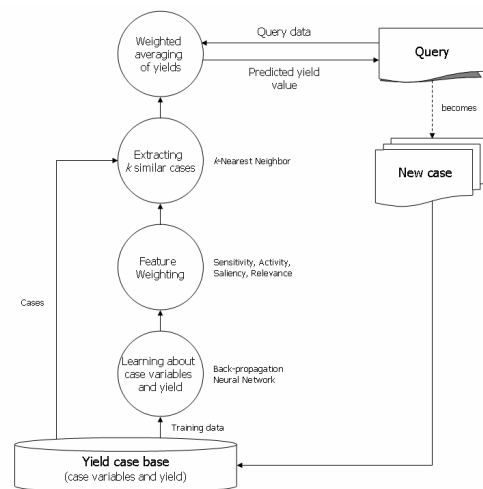 Weighted
averaging
of yields
Query data
Predicted yield
value
Query
becomes
New case
Extracting
k similar cases
k-Nearest Neighbor
Feature
Weighting
Sensitivity, Activity,
Saliency, Relevance
Cases
Learning about
case variables
and yield
Back-propagation
Neural Network
Training data
Yield case base
(case variables and yield)